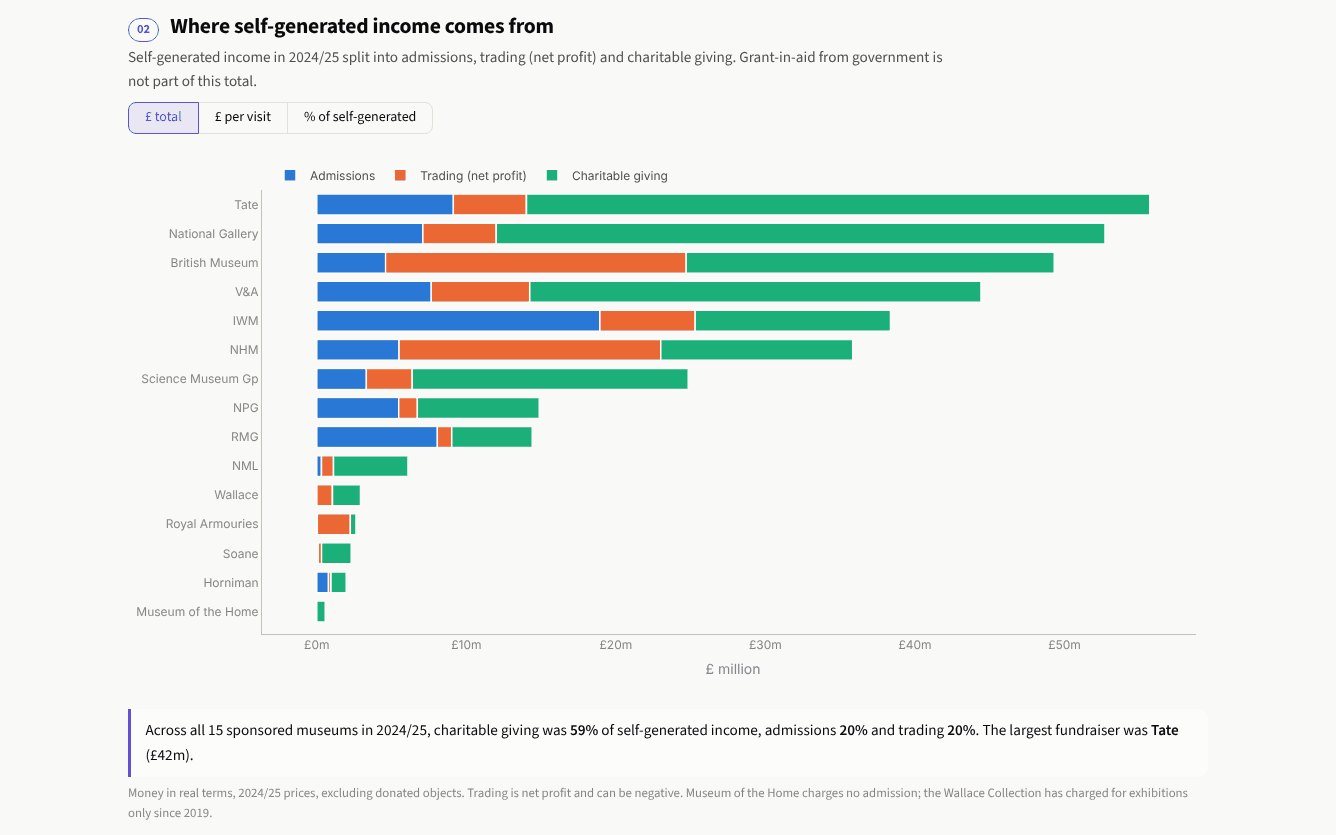 02 Where self-generated income comes from
Self-generated income in 2024/25 split into admissions, trading (net profit) and charitable giving. Grant-in-aid from government is
not part of this total.
£ total £ per visit % of self-generated
Admissions Trading (net profit) Charitable giving
Tate
National Gallery
British Museum
V&A
IWM
NHM
Science Museum Gp
NPG
RMG
NML
Wallace
Royal Armouries
Soane
Horniman
Museum of the Home
£0m £10m £20m £30m £40m £50m
£ million
Across all 15 sponsored museums in 2024/25, charitable giving was 59% of self-generated income, admissions 20% and trading 20%. The largest fundraiser was Tate
(£42m).
Money in real terms, 2024/25 prices, excluding donated objects. Trading is net profit and can be negative. Museum of the Home charges no admission; the Wallace Collection has charged for exhibitions
only since 2019.